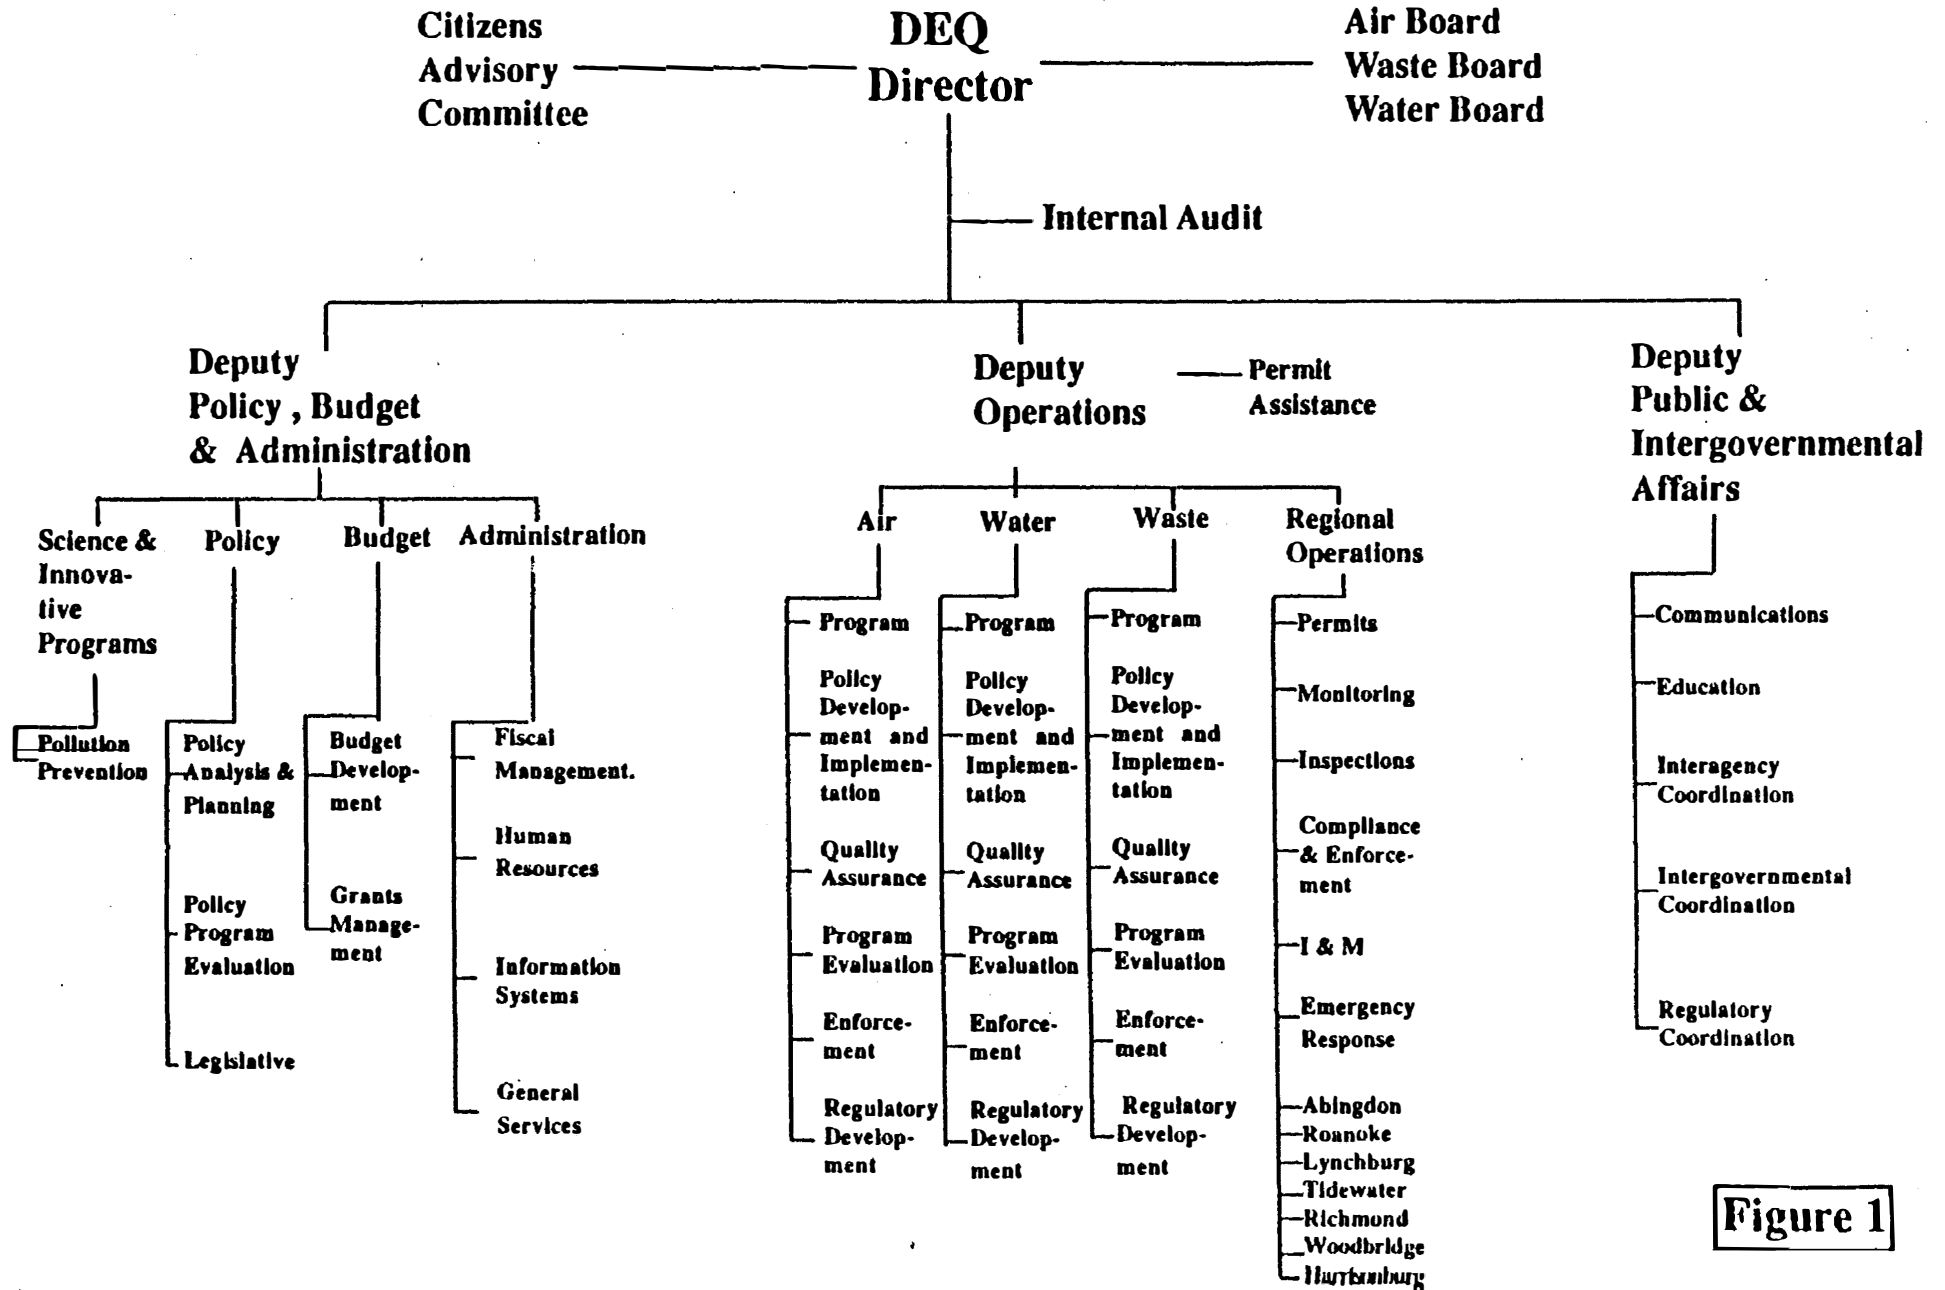 Citizens
Advisory
Committee
DEQ
Director
Air Board
Waste Board
Water Board
Internal Audit
Deputy
Policy , Budget
& Administration
Deputy
Operations
Permit
Assistance
Deputy
Public &
Intergovernmental
Affairs
Science &
Innova-
tive
Programs
Policy
Budget
Administration
Air
Water
Waste
Regional
Operations
Pollution
Prevention
Policy
Analysis &
Planning
Policy
Program
Evaluation
Legislative
Budget
Develop-
ment
Grants
Manage-
ment
Fiscal
Management.
Human
Resources
Information
Systems
General
Services
Program
Policy
Develop-
ment and
Implemen-
tation
Quality
Assurance
Program
Evaluation
Enforce-
ment
Regulatory
Develop-
ment
Program
Policy
Develop-
ment and
Implemen-
tation
Quality
Assurance
Program
Evaluation
Enforce-
ment
Regulatory
Develop-
ment
Program
Policy
Develop-
ment and
Implemen-
tation
Quality
Assurance
Program
Evaluation
Enforce-
ment
Regulatory
Develop-
ment
Permits
Monitoring
Inspections
Compliance
& Enforce-
ment
I & M
Emergency
Response
Abingdon
Roanoke
Lynchburg
Tidewater
Richmond
Woodbridge
Communications
Education
Interagency
Coordination
Intergovernmental
Coordination
Regulatory
Coordination
Figure 1